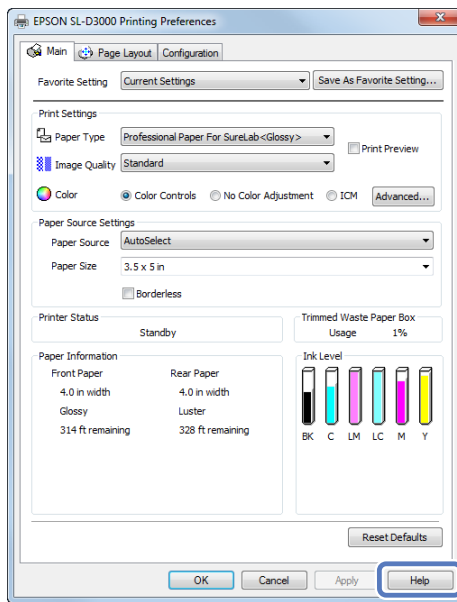 EPSON SL-D3000 Printing Preferences
Main Page Layout Configuration
Favorite Setting Current Settings Save As Favorite Setting...
Print Settings
Paper Type Professional Paper For SureLab<Glossy>
Print Preview
Image Quality Standard
Color Color Controls No Color Adjustment ICM Advanced...
Paper Source Settings
Paper Source AutoSelect
Paper Size 3.5 x 5 in
Borderless
Printer Status Trimmed Waste Paper Box
Standby Usage 1%
Paper Information Ink Level
Front Paper Rear Paper
4.0 in width 4.0 in width
Glossy Luster
314 ft remaining 328 ft remaining
BK C LM LC M Y
Reset Defaults
OK Cancel Apply Help